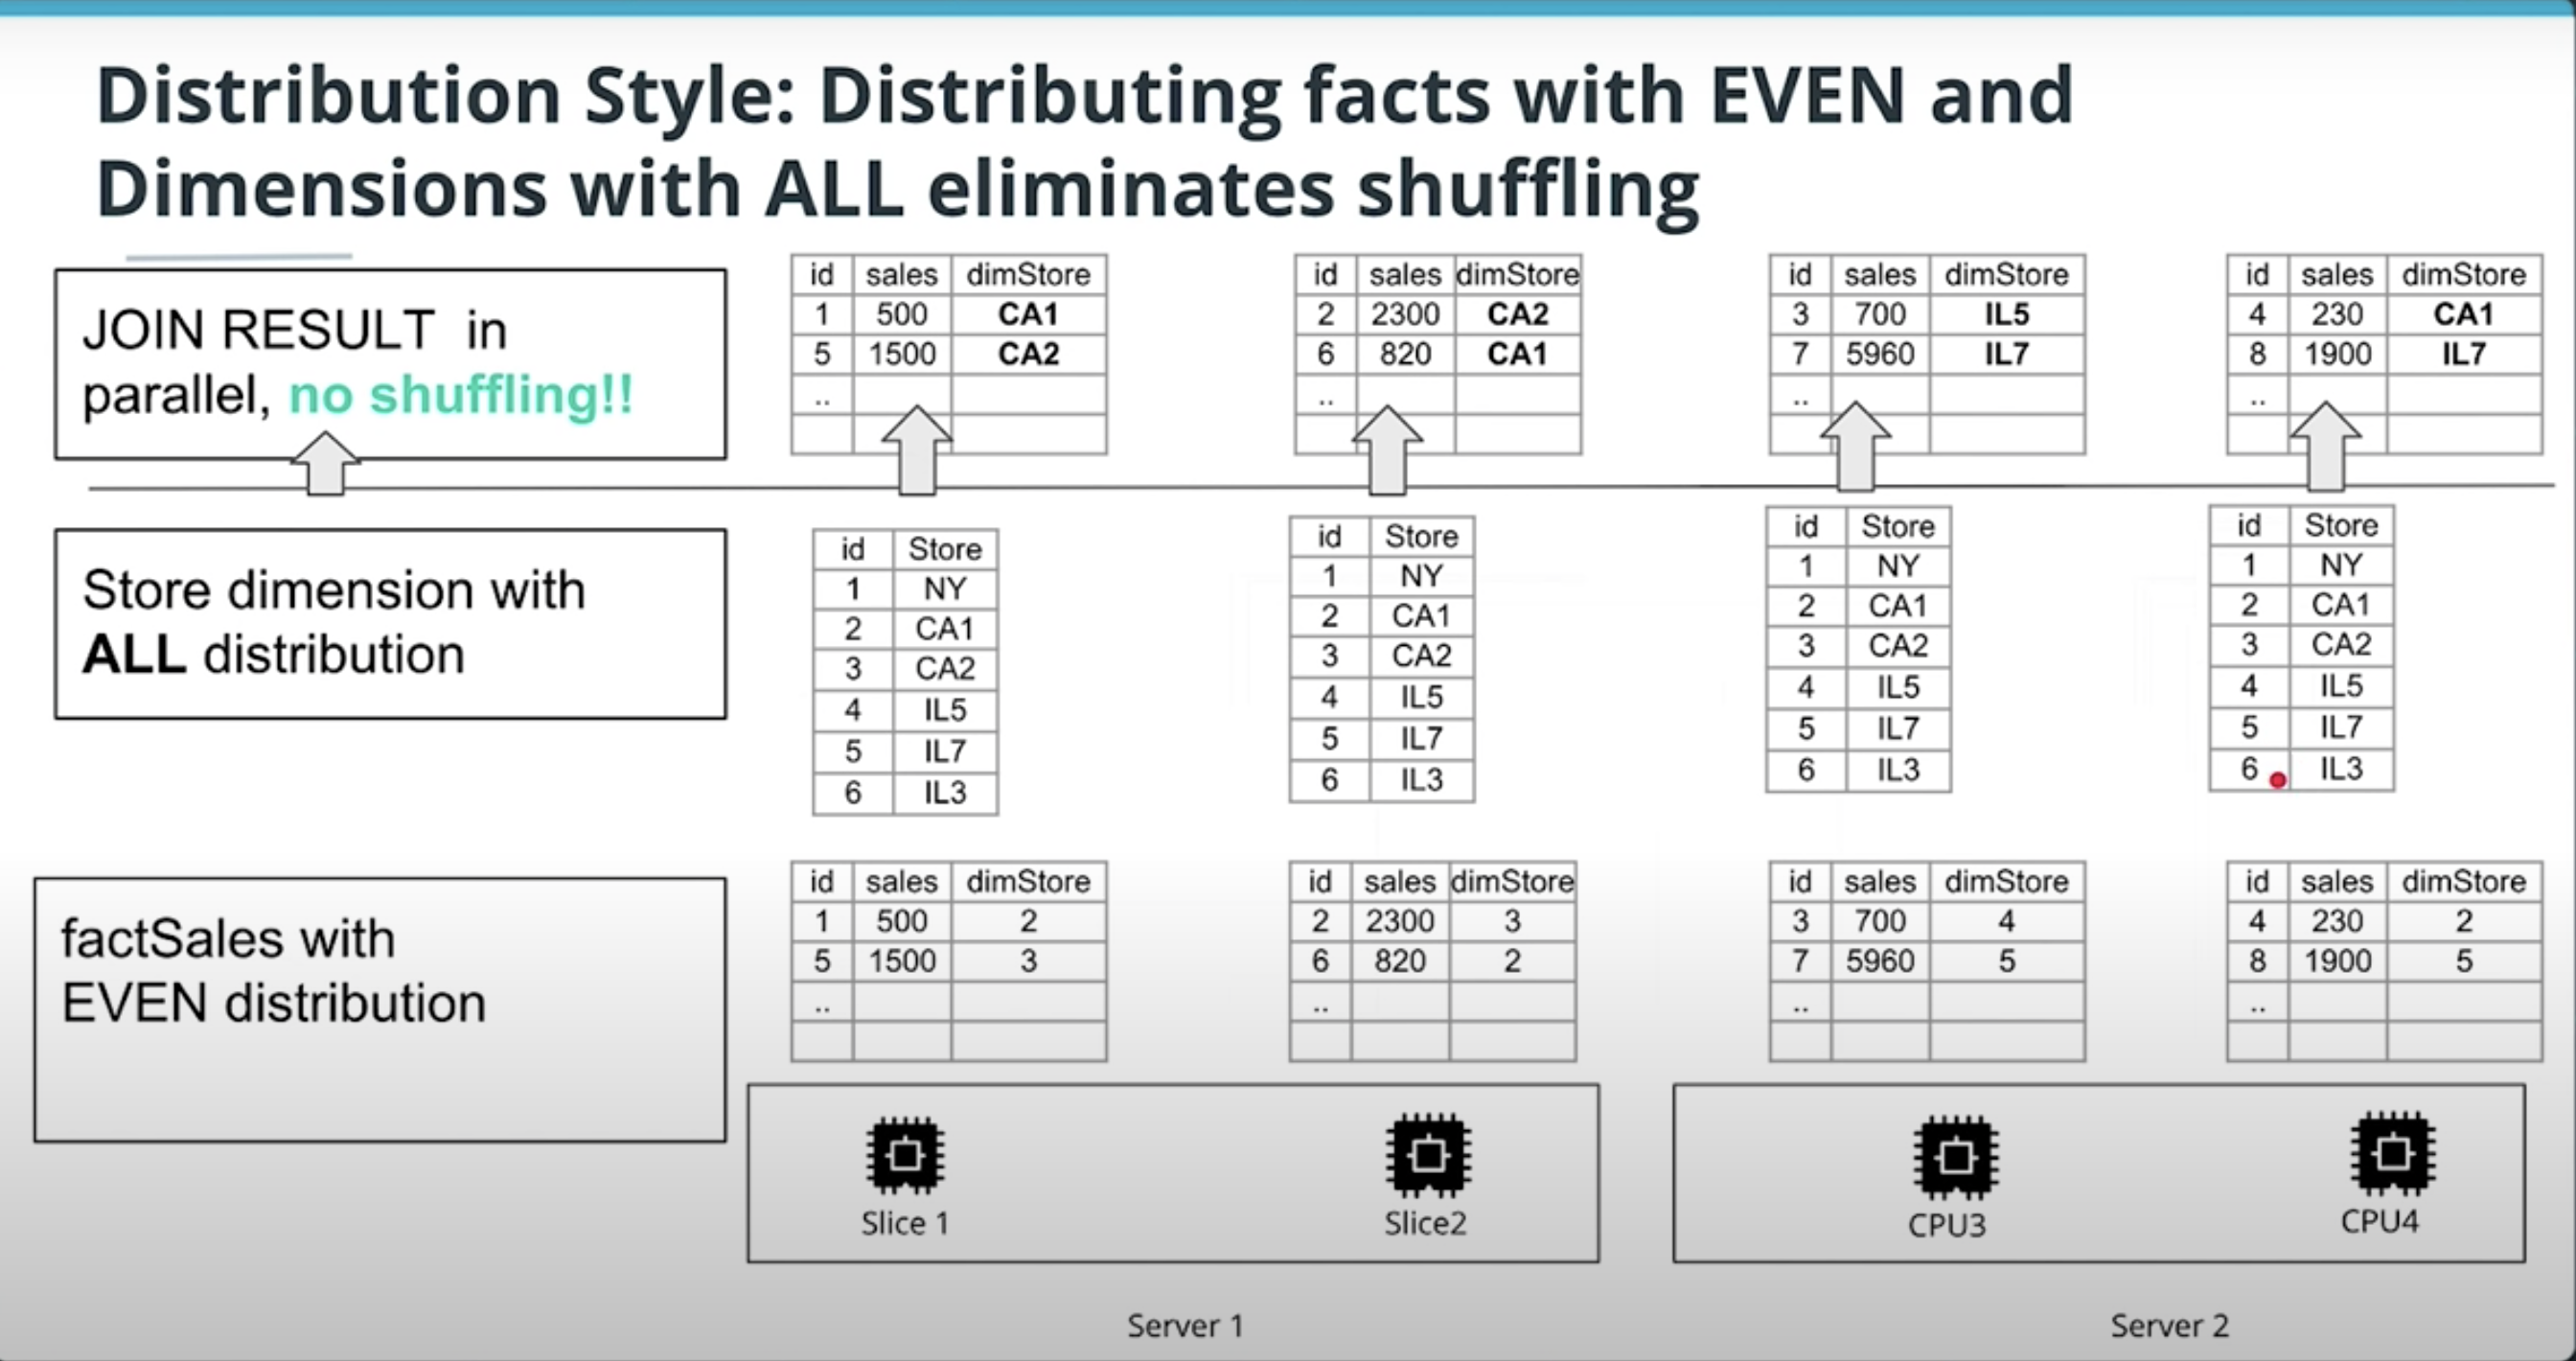 Distribution Style: Distributing facts with EVEN and
Dimensions with ALL eliminates shuffling
JOIN RESULT in
parallel, no shuffling!!
id sales dimStore
1 500 CA1
5 1500 CA2
..
id sales dimStore
2 2300 CA2
6 820 CA1
..
id sales dimStore
3 700 IL5
7 5960 IL7
..
id sales dimStore
4 230 CA1
8 1900 IL7
..
Store dimension with
ALL distribution
id Store
1 NY
2 CA1
3 CA2
4 IL5
5 IL7
6 IL3
id Store
1 NY
2 CA1
3 CA2
4 IL5
5 IL7
6 IL3
id Store
1 NY
2 CA1
3 CA2
4 IL5
5 IL7
6 IL3
id Store
1 NY
2 CA1
3 CA2
4 IL5
5 IL7
6 IL3
factSales with
EVEN distribution
id sales dimStore
1 500 2
5 1500 3
..
id sales dimStore
2 2300 3
6 820 2
..
id sales dimStore
3 700 4
7 5960 5
..
id sales dimStore
4 230 2
8 1900 5
..
Slice 1
Slice2
CPU3
CPU4
Server 1
Server 2